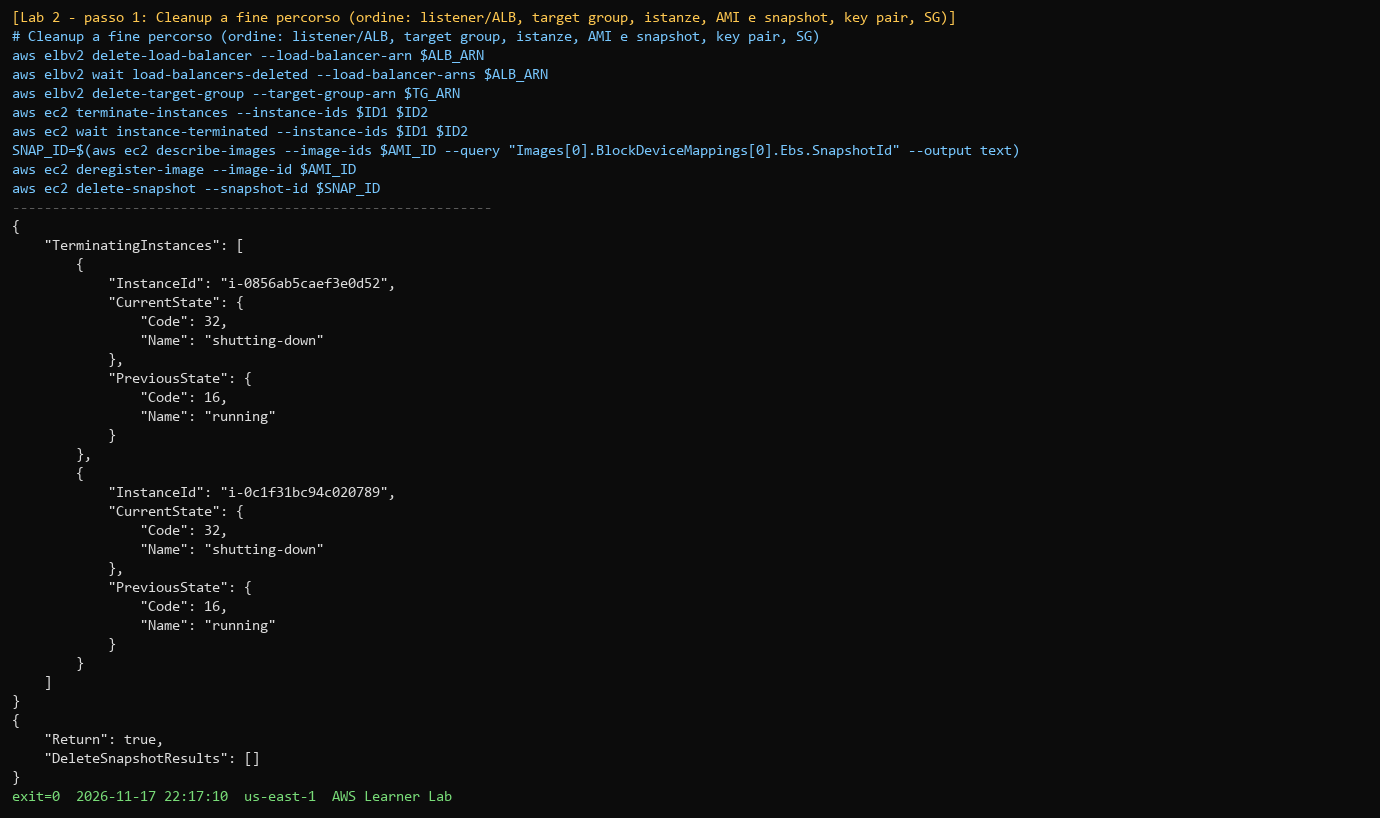 [Lab 2 - passo 1: Cleanup a fine percorso (ordine: listener/ALB, target group, istanze, AMI e snapshot, key pair, SG)]
# Cleanup a fine percorso (ordine: listener/ALB, target group, istanze, AMI e snapshot, key pair, SG)
aws elbv2 delete-load-balancer --load-balancer-arn $ALB_ARN
aws elbv2 wait load-balancers-deleted --load-balancer-arns $ALB_ARN
aws elbv2 delete-target-group --target-group-arn $TG_ARN
aws ec2 terminate-instances --instance-ids $ID1 $ID2
aws ec2 wait instance-terminated --instance-ids $ID1 $ID2
SNAP_ID=$(aws ec2 describe-images --image-ids $AMI_ID --query "Images[0].BlockDeviceMappings[0].Ebs.SnapshotId" --output text)
aws ec2 deregister-image --image-id $AMI_ID
aws ec2 delete-snapshot --snapshot-id $SNAP_ID
------------------------------------------------------------
{
    "TerminatingInstances": [
        {
            "InstanceId": "i-0856ab5caef3e0d52",
            "CurrentState": {
                "Code": 32,
                "Name": "shutting-down"
            },
            "PreviousState": {
                "Code": 16,
                "Name": "running"
            }
        },
        {
            "InstanceId": "i-0c1f31bc94c020789",
            "CurrentState": {
                "Code": 32,
                "Name": "shutting-down"
            },
            "PreviousState": {
                "Code": 16,
                "Name": "running"
            }
        }
    ]
}
{
    "Return": true,
    "DeleteSnapshotResults": []
}
exit=0  2026-11-17 22:17:10  us-east-1  AWS Learner Lab